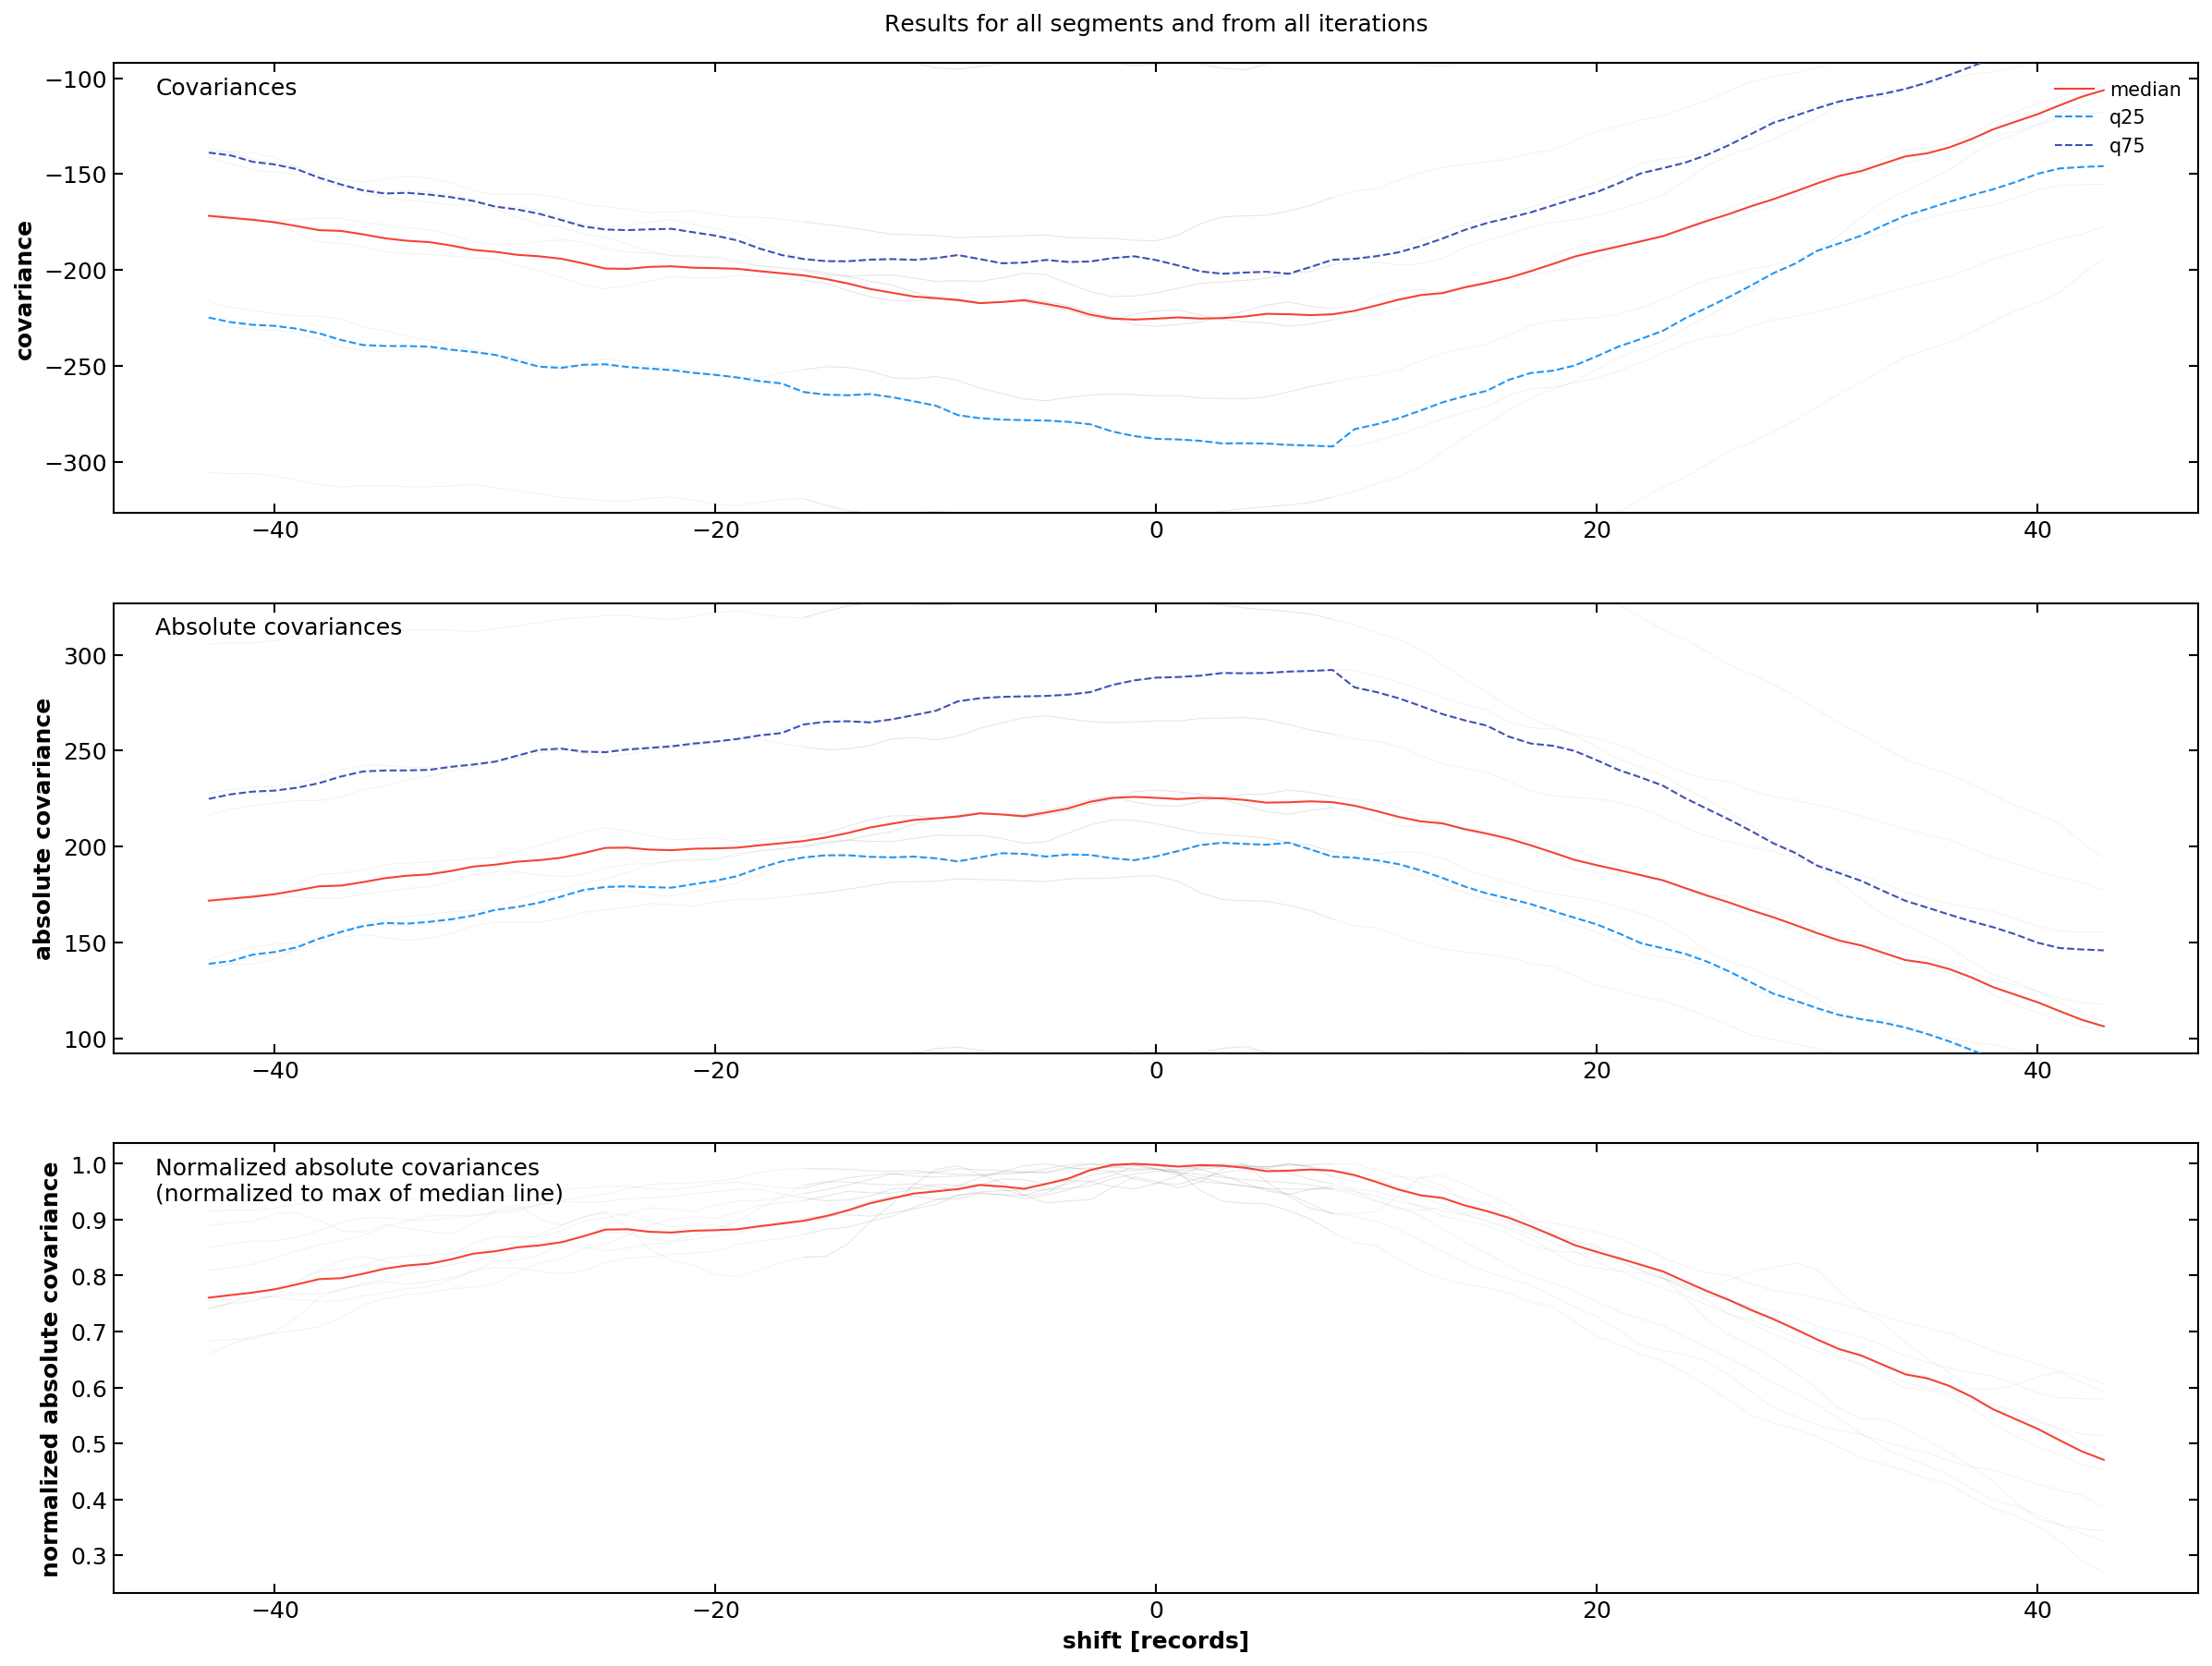 Results for all segments and from all iterations
Covariances
covariance
−100
−150
−200
−250
−300
median
q25
q75
−40 −20 0 20 40
Absolute covariances
absolute covariance
300
250
200
150
100
−40 −20 0 20 40
Normalized absolute covariances
(normalized to max of median line)
normalized absolute covariance
1.0
0.9
0.8
0.7
0.6
0.5
0.4
0.3
−40 −20 0 20 40
shift [records]